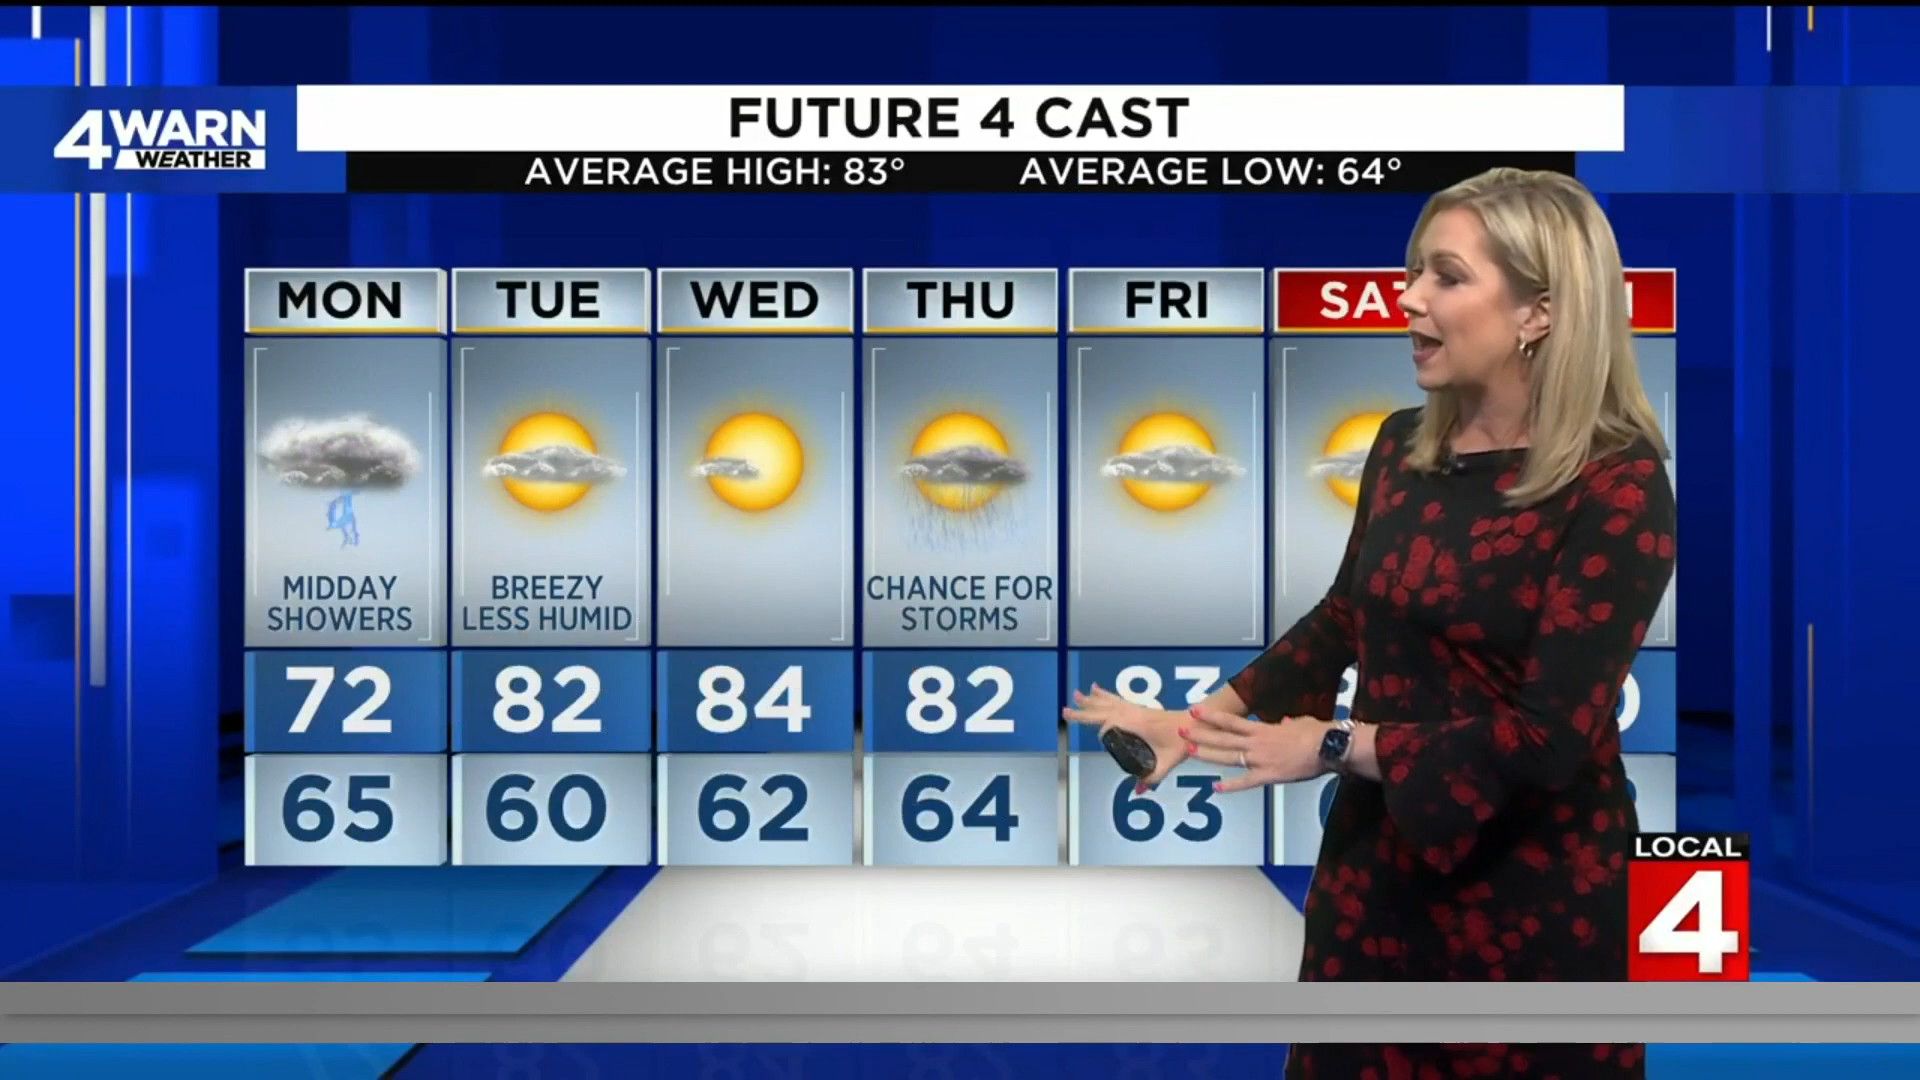 4WARN
WEATHER
FUTURE 4 CAST
AVERAGE HIGH: 83° AVERAGE LOW: 64°
MON TUE WED THU FRI
MIDDAY
SHOWERS
BREEZY
LESS HUMID
CHANCE FOR
STORMS
72 82 84 82 83
65 60 62 64 63
LOCAL
4